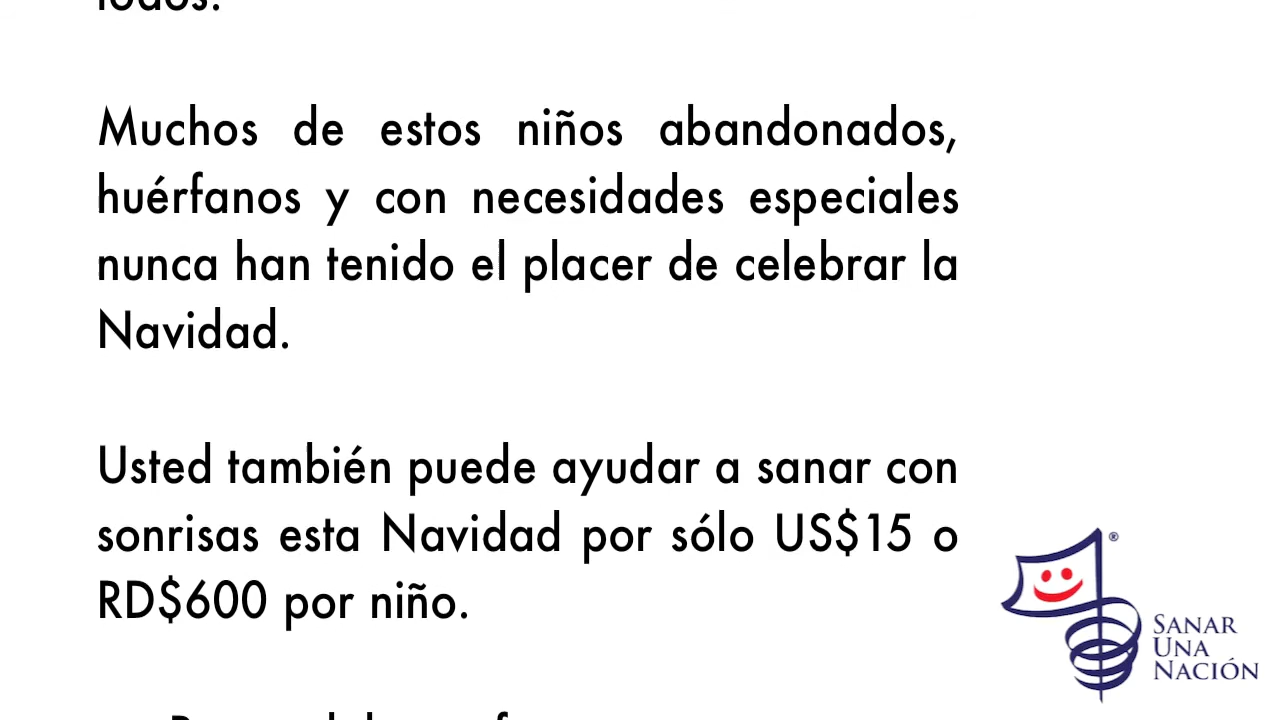 todos.
Muchos de estos niños abandonados,
huérfanos y con necesidades especiales
nunca han tenido el placer de celebrar la
Navidad.
Usted también puede ayudar a sanar con
sonrisas esta Navidad por sólo US$15 o
RD$600 por niño.
®
SANAR
UNA
NACIÓN